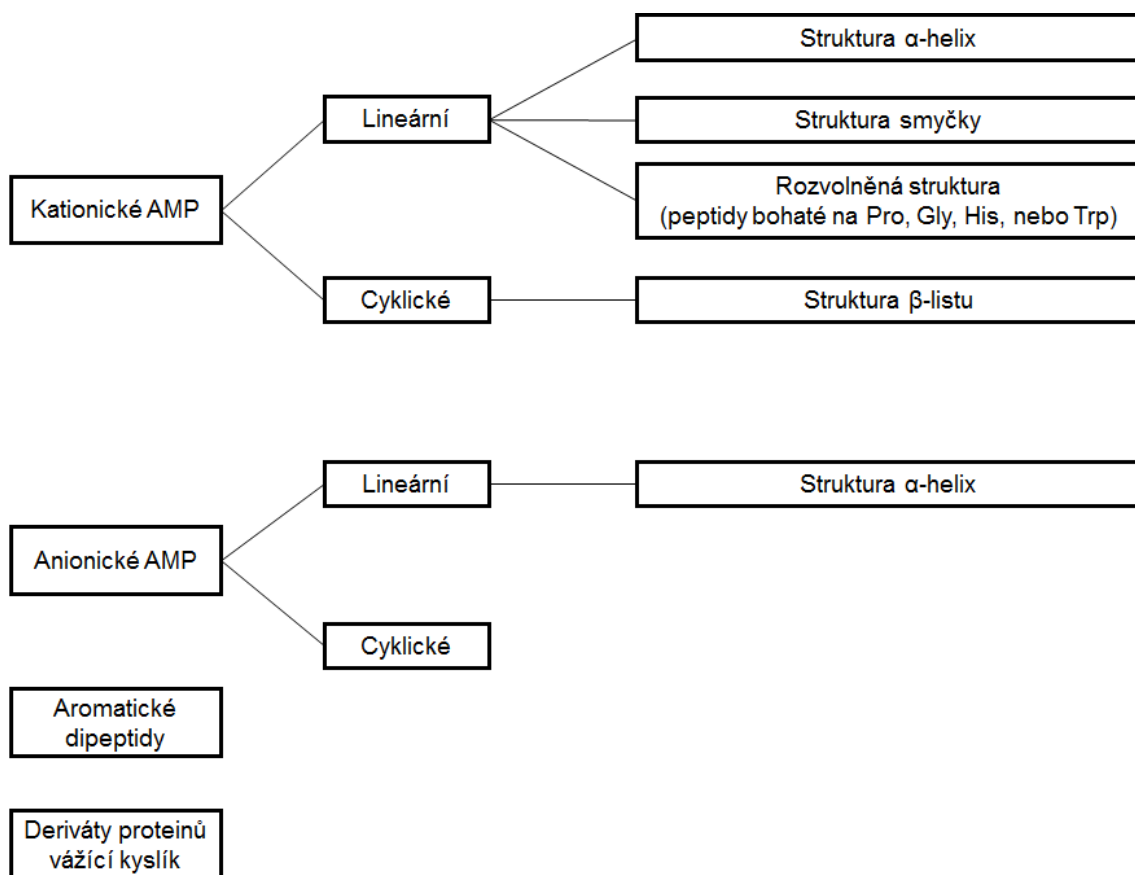 Struktura α-helix
Lineární
Struktura smyčky
Kationické AMP
Rozvolněná struktura
(peptidy bohaté na Pro, Gly, His, nebo Trp)
Cyklické
Struktura β-listu
Lineární
Struktura α-helix
Anionické AMP
Cyklické
Aromatické
dipeptidy
Deriváty proteinů
vážící kyslík